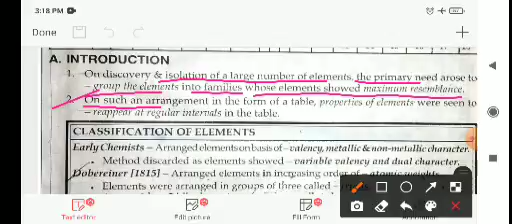 3:18 PM
Done
A. INTRODUCTION
1. On discovery & isolation of a large number of elements, the primary need arose to
– group the elements into families whose elements showed maximum resemblance.
2. On such an arrangement in the form of a table, properties of elements were seen to
– reappear at regular intervals in the table.
CLASSIFICATION OF ELEMENTS
Early Chemists – Arranged elements on basis of – valency, metallic & non-metallic character.
• Method discarded as elements showed – variable valency and dual character.
Dobereiner [1815] – Arranged elements in increasing order of – atomic weights.
• Elements were arranged in groups of three called –
Text editor
Edit picture
Fill Form